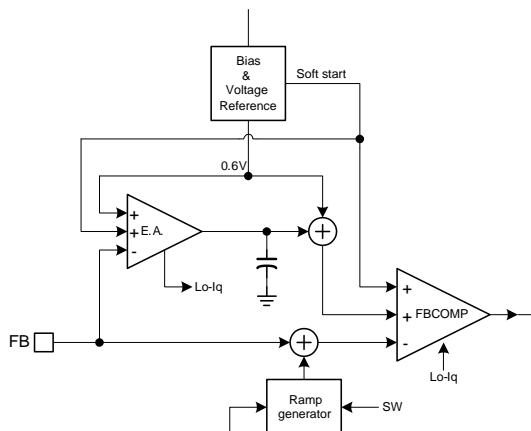 Bias
&
Voltage
Reference
Soft start
0.6V
+
+ E.A.
-
+
Lo-Iq
+
+ FBCOMP
-
FB
+
Lo-Iq
Ramp
generator
SW